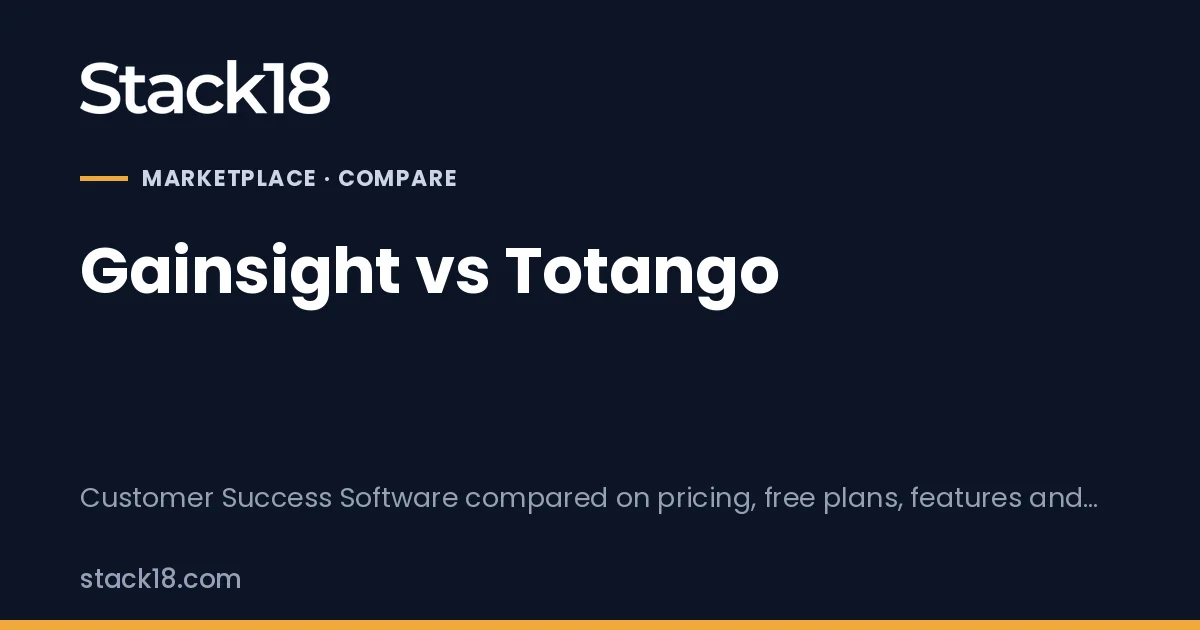 Stack18
MARKETPLACE · COMPARE
Gainsight vs Totango
Customer Success Software compared on pricing, free plans, features and...
stack18.com